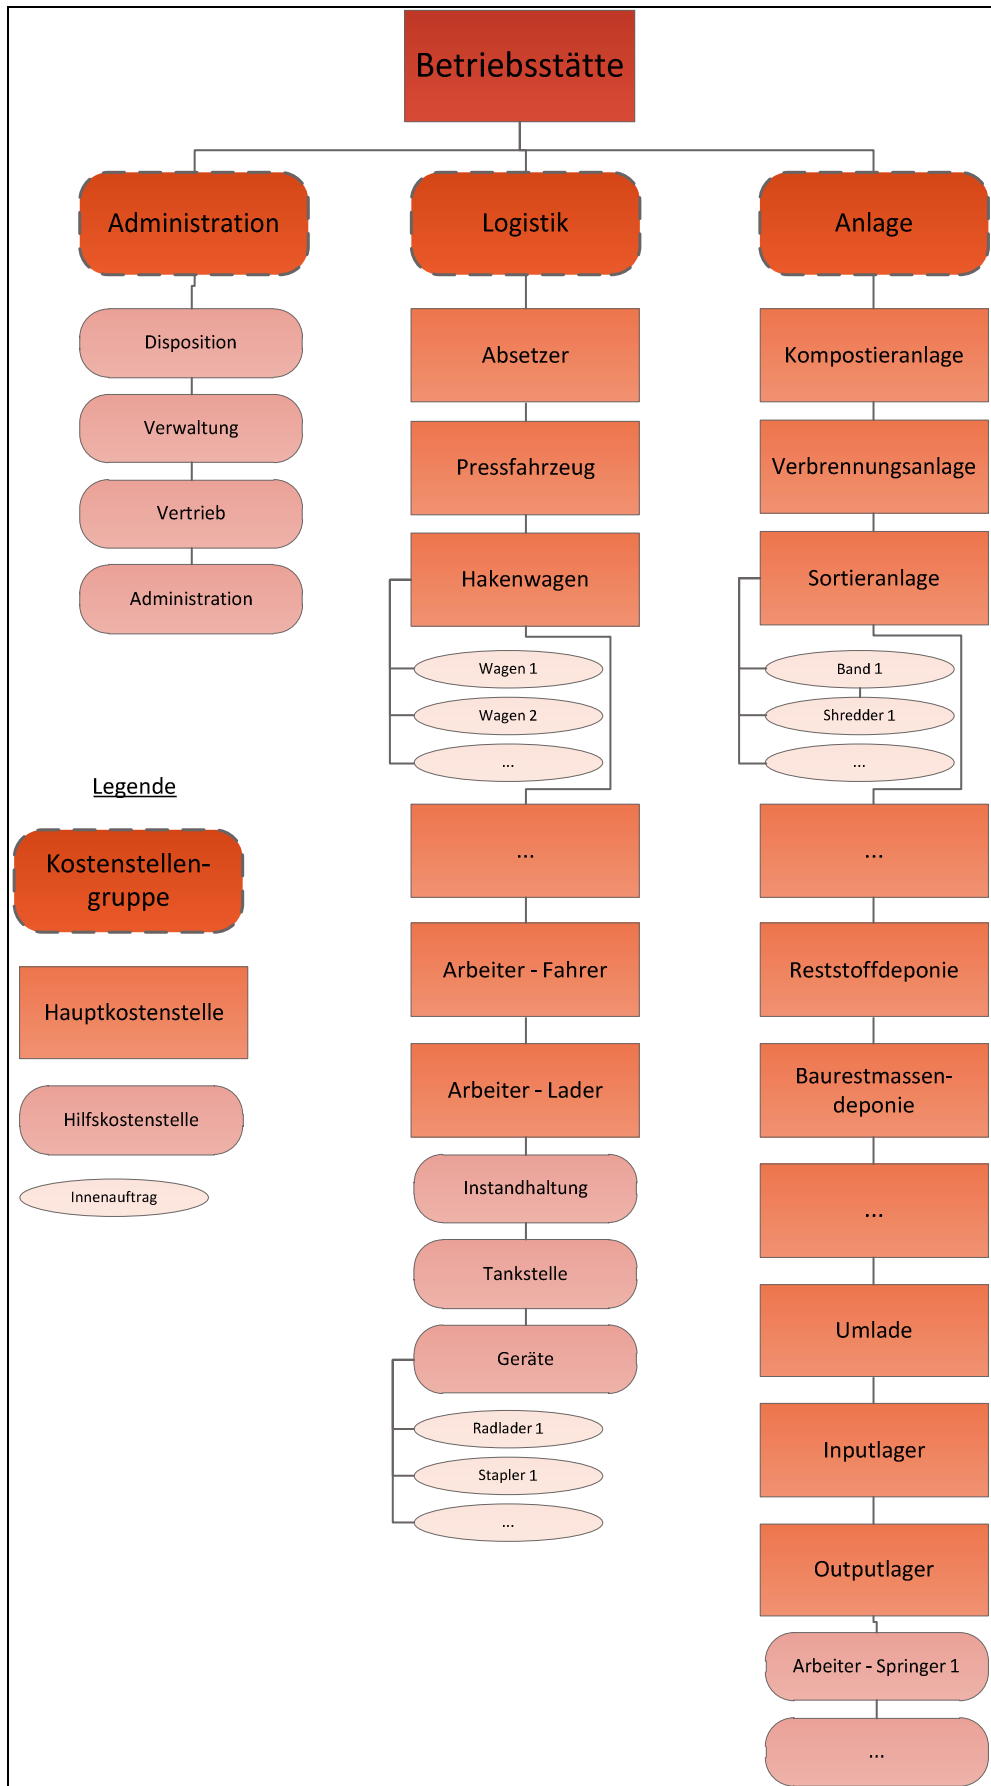 Betriebsstätte
Administration
Disposition
Verwaltung
Vertrieb
Administration
Logistik
Absetzer
Pressfahrzeug
Hakenwagen
Wagen 1
Wagen 2
...
...
Arbeiter - Fahrer
Arbeiter - Lader
Instandhaltung
Tankstelle
Geräte
Radlader 1
Stapler 1
...
Anlage
Kompostieranlage
Verbrennungsanlage
Sortieranlage
Band 1
Shredder 1
...
...
Reststoffdeponie
Baurestmassen-
deponie
...
Umlade
Inputlager
Outputlager
Arbeiter - Springer 1
...
Legende
Kostenstellen-
gruppe
Hauptkostenstelle
Hilfskostenstelle
Innenauftrag